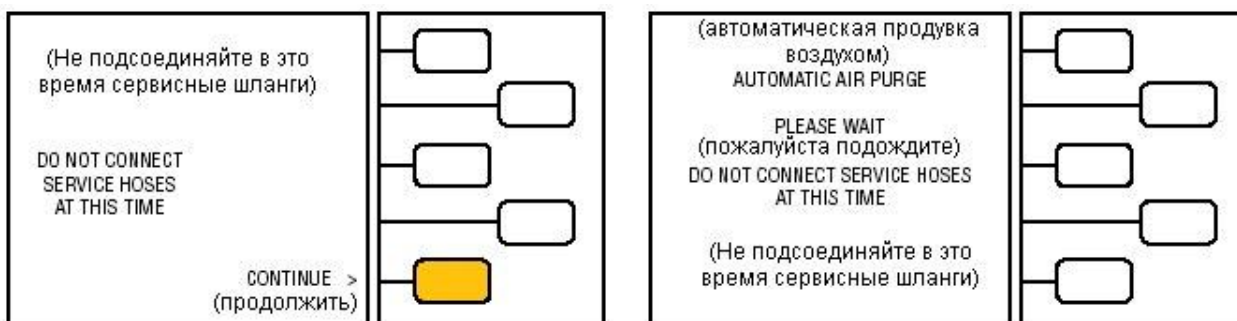 (Не подсоединяйте в это
время сервисные шланги)
DO NOT CONNECT
SERVICE HOSES
AT THIS TIME
CONTINUE >
(продолжить)
(автоматическая продувка
воздухом)
AUTOMATIC AIR PURGE
PLEASE WAIT
(пожалуйста подождите)
DO NOT CONNECT SERVICE HOSES
AT THIS TIME
(Не подсоединяйте в это
время сервисные шланги)